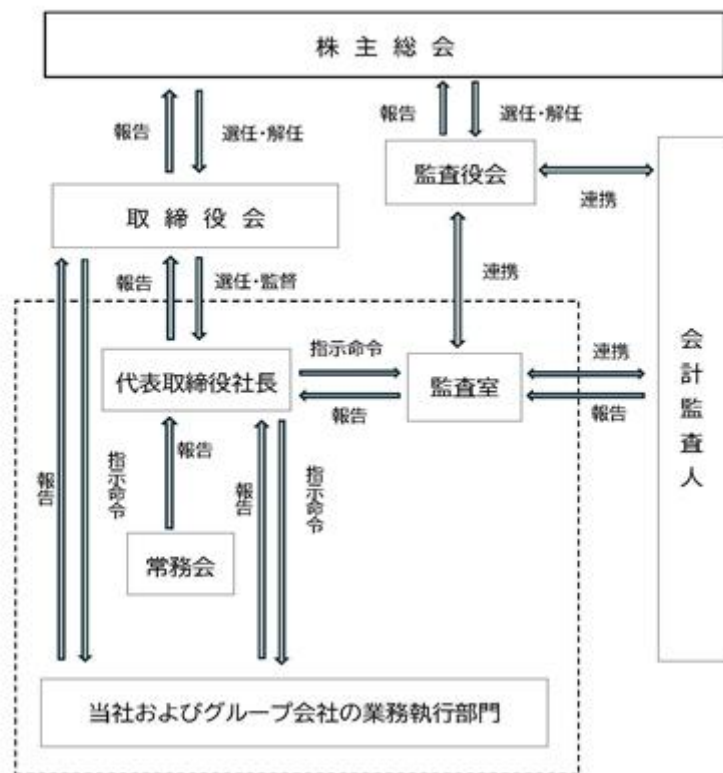 株主総会
報告
選任・解任
報告
選任・解任
監査役会
連携
取締役会
報告
選任・監督
連携
指示命令
代表取締役社長
監査室
連携
報告
報告
会計監査人
報告
指示命令
報告
報告
指示命令
常務会
当社およびグループ会社の業務執行部門